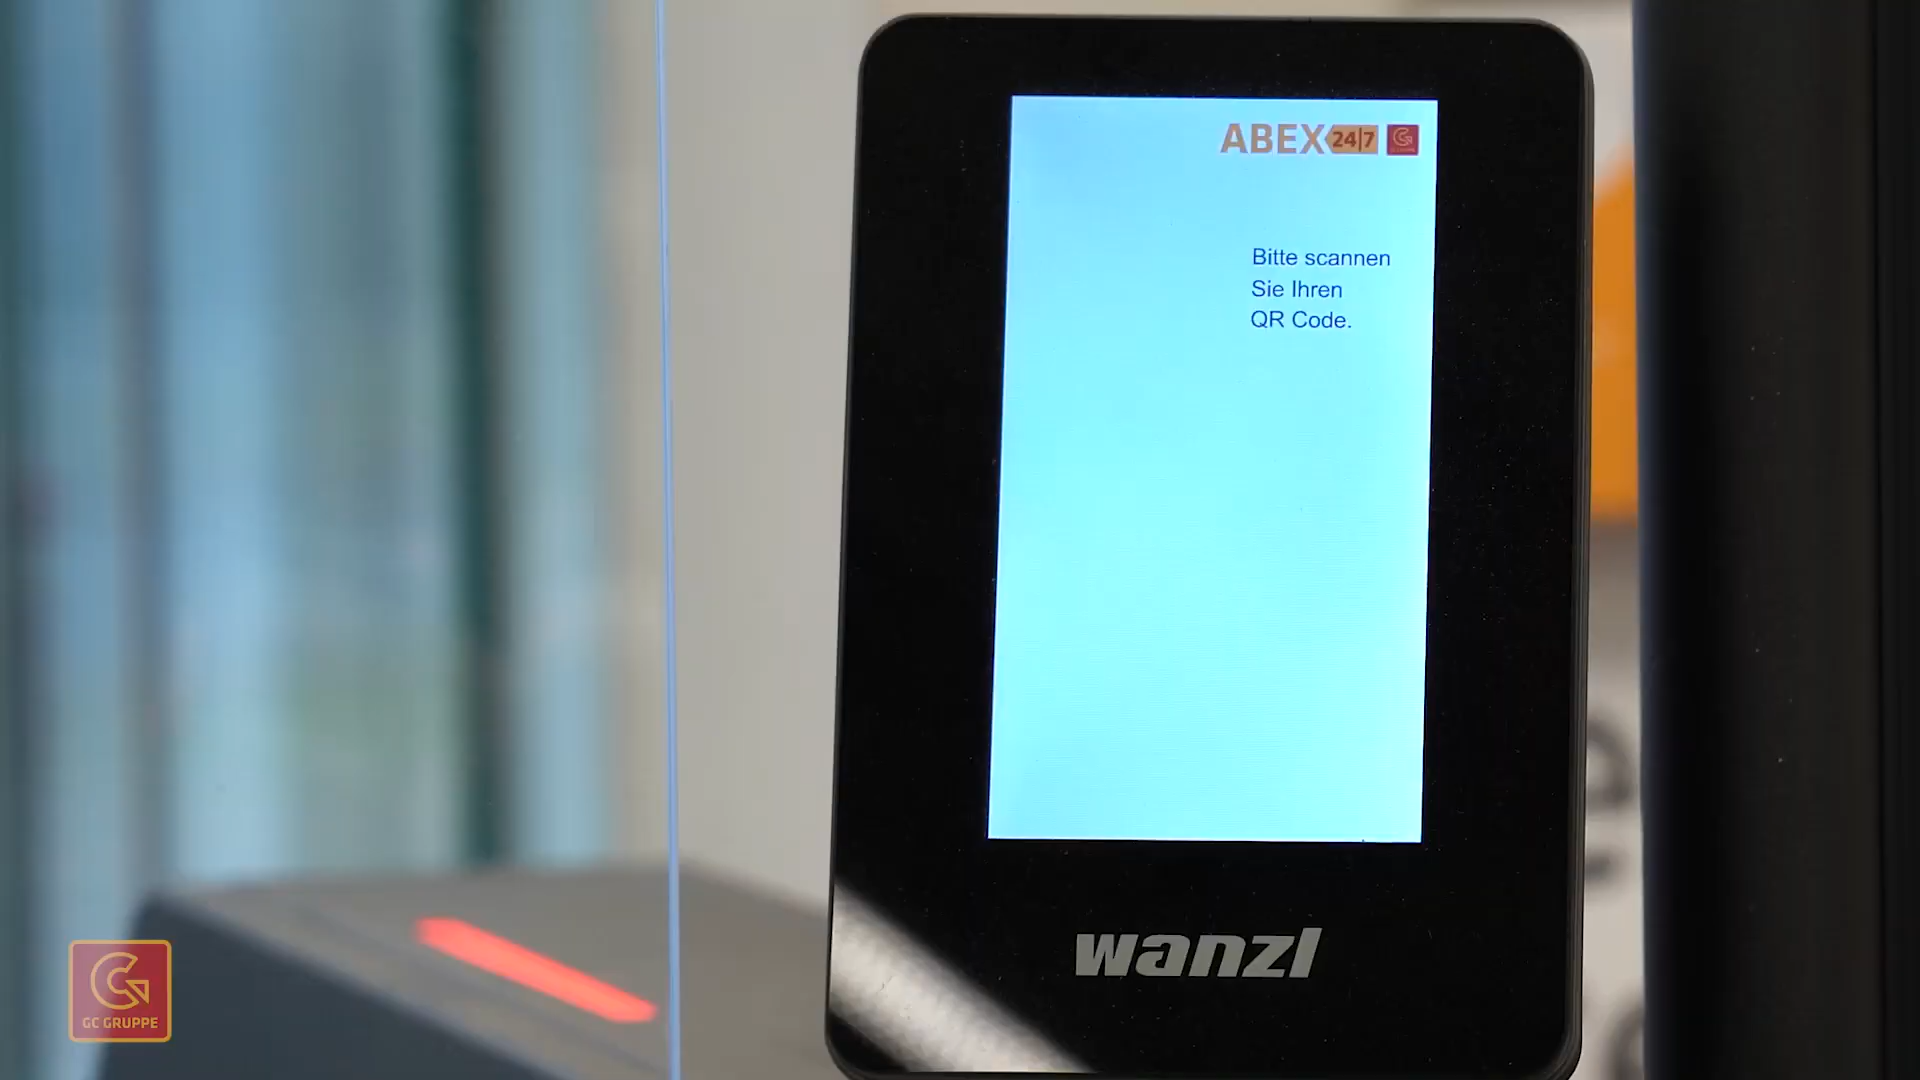 ABEX 24|7
Bitte scannen
Sie Ihren
QR Code.
wanzl
GC GRUPPE